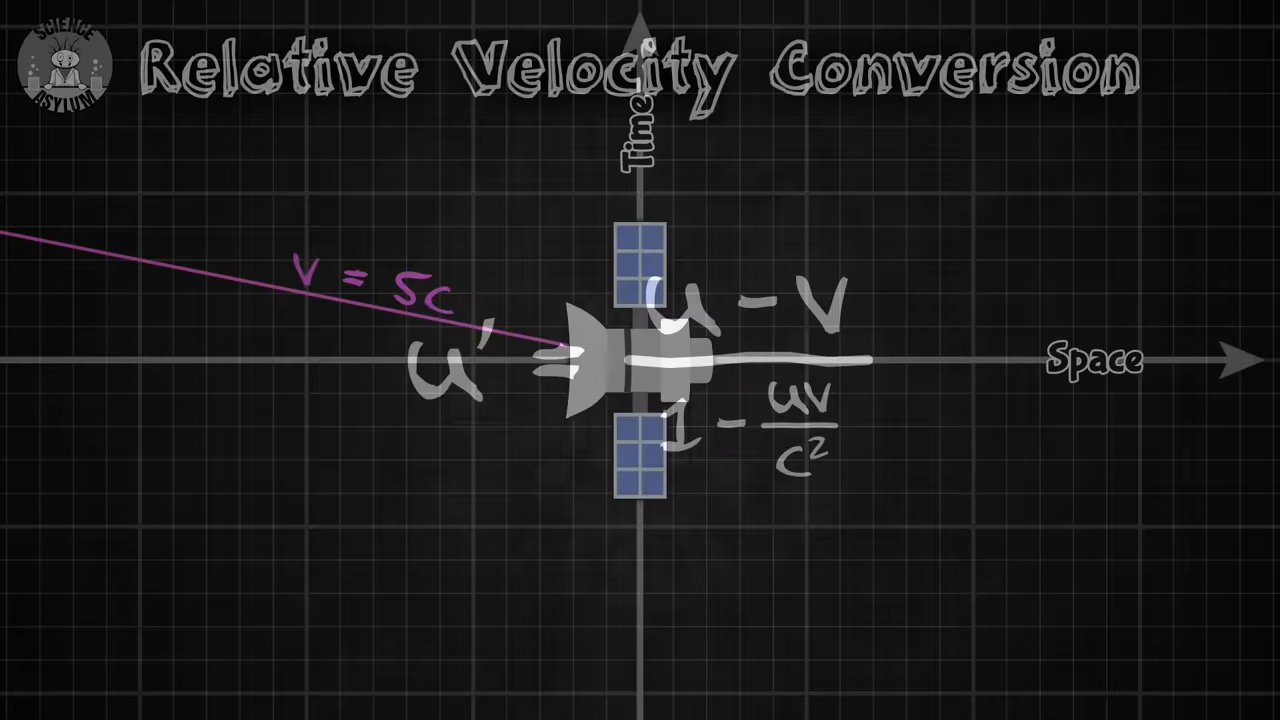 SCIENCE
ASYLUM
Relative Velocity Conversion
Time
v = 5c
u' = u - v
1 - uv
c²
Space